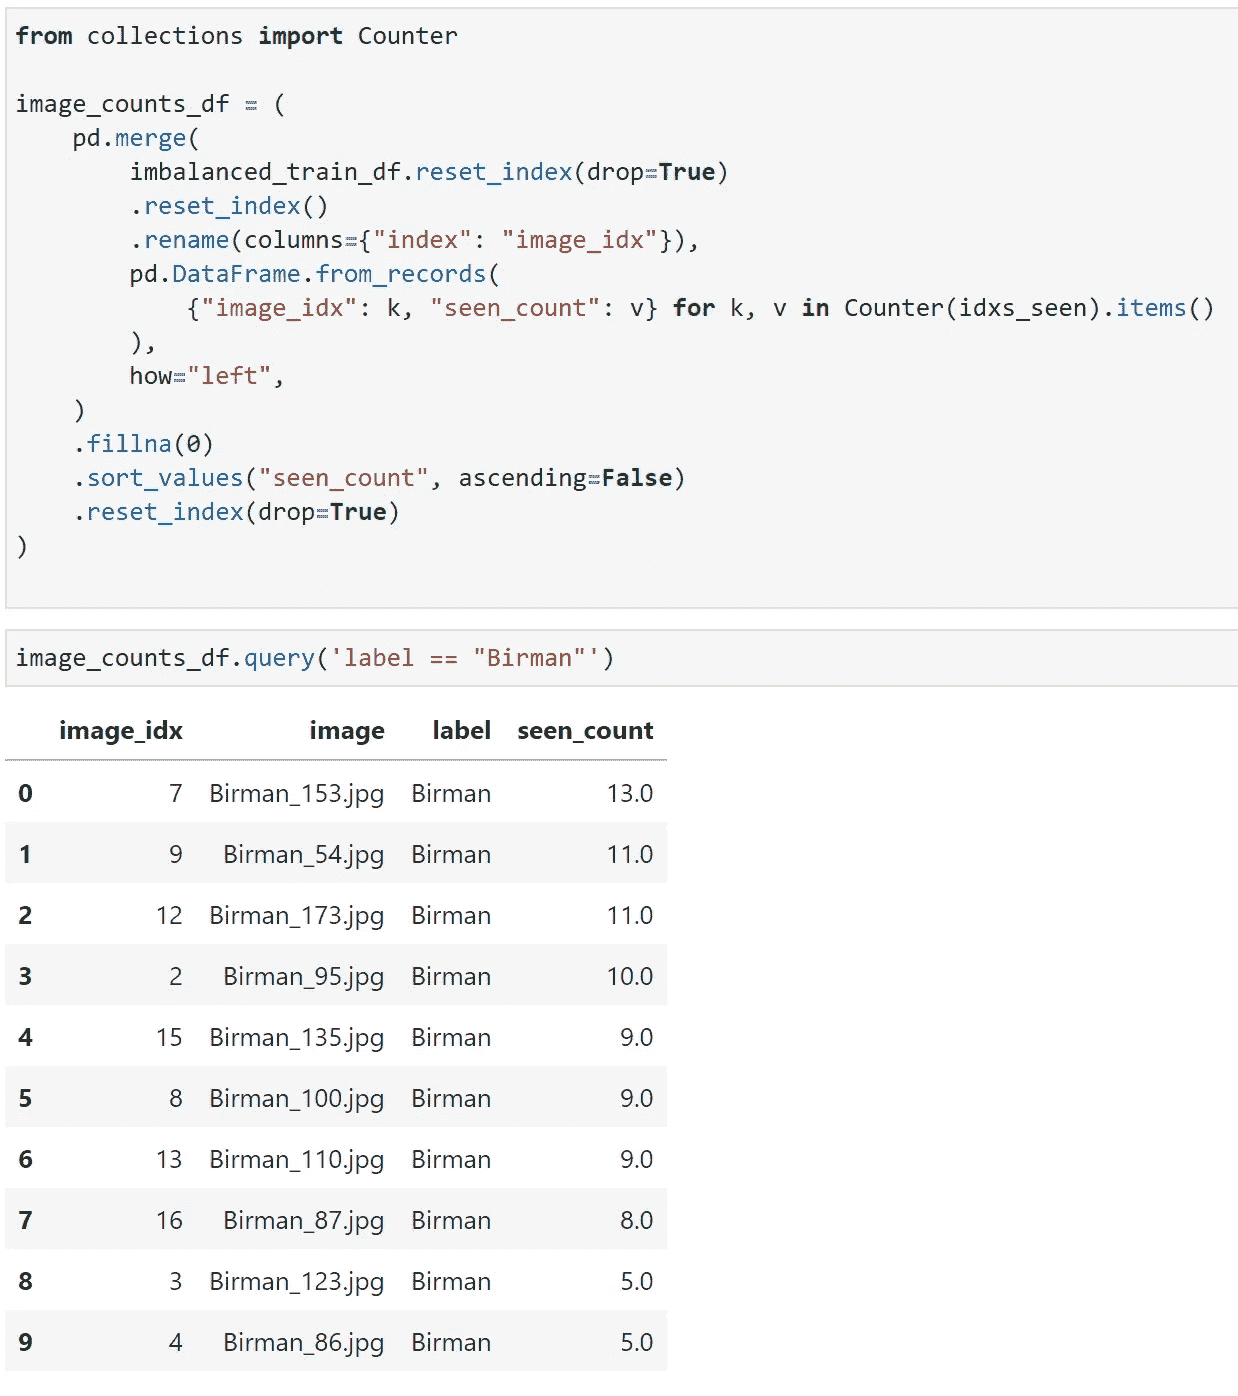 from collections import Counter
image_counts_df = (
    pd.merge(
        imbalanced_train_df.reset_index(drop=True)
        .reset_index()
        .rename(columns={"index": "image_idx"}),
        pd.DataFrame.from_records(
            {"image_idx": k, "seen_count": v} for k, v in Counter(idxs_seen).items()
        ),
        how="left",
    )
    .fillna(0)
    .sort_values("seen_count", ascending=False)
    .reset_index(drop=True)
)
image_counts_df.query('label == "Birman"')
image_idx image label seen_count
0 7 Birman_153.jpg Birman 13.0
1 9 Birman_54.jpg Birman 11.0
2 12 Birman_173.jpg Birman 11.0
3 2 Birman_95.jpg Birman 10.0
4 15 Birman_135.jpg Birman 9.0
5 8 Birman_100.jpg Birman 9.0
6 13 Birman_110.jpg Birman 9.0
7 16 Birman_87.jpg Birman 8.0
8 3 Birman_123.jpg Birman 5.0
9 4 Birman_86.jpg Birman 5.0